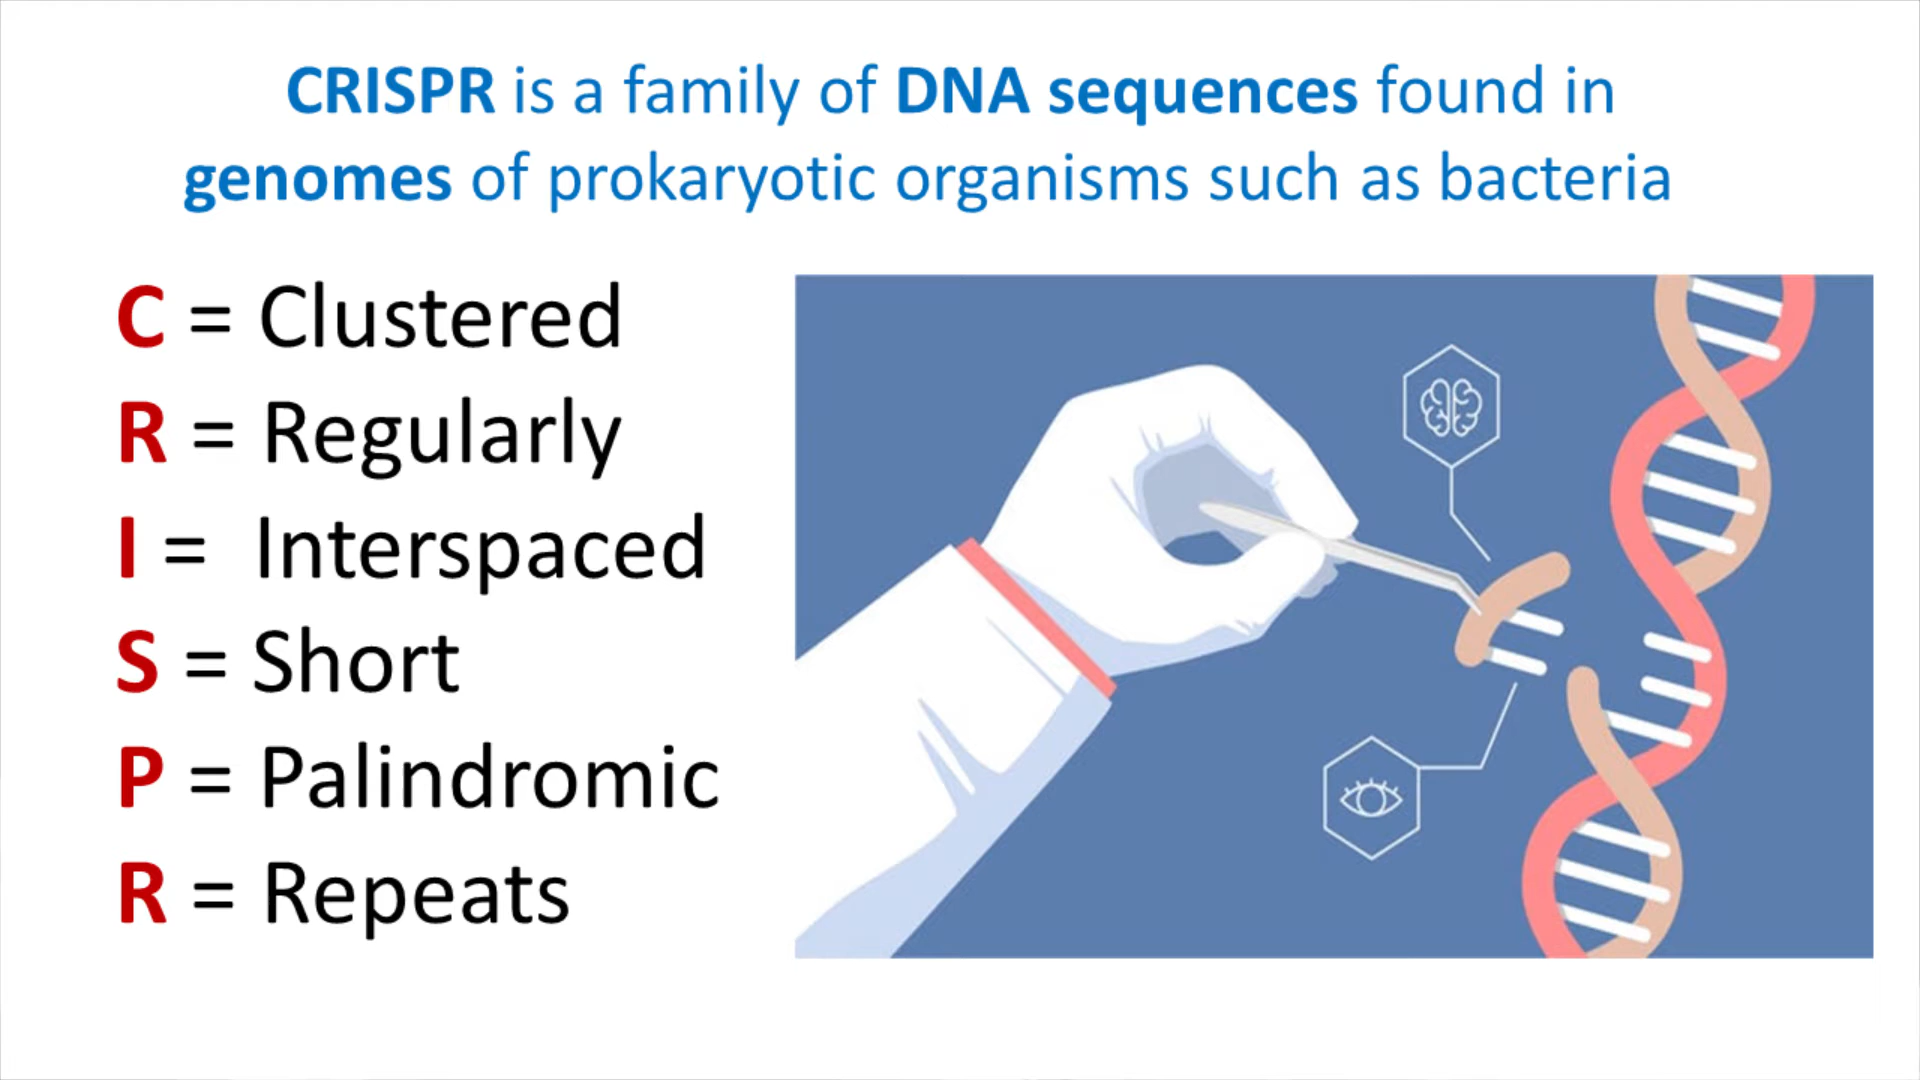 CRISPR is a family of DNA sequences found in
genomes of prokaryotic organisms such as bacteria
C = Clustered
R = Regularly
I = Interspaced
S = Short
P = Palindromic
R = Repeats